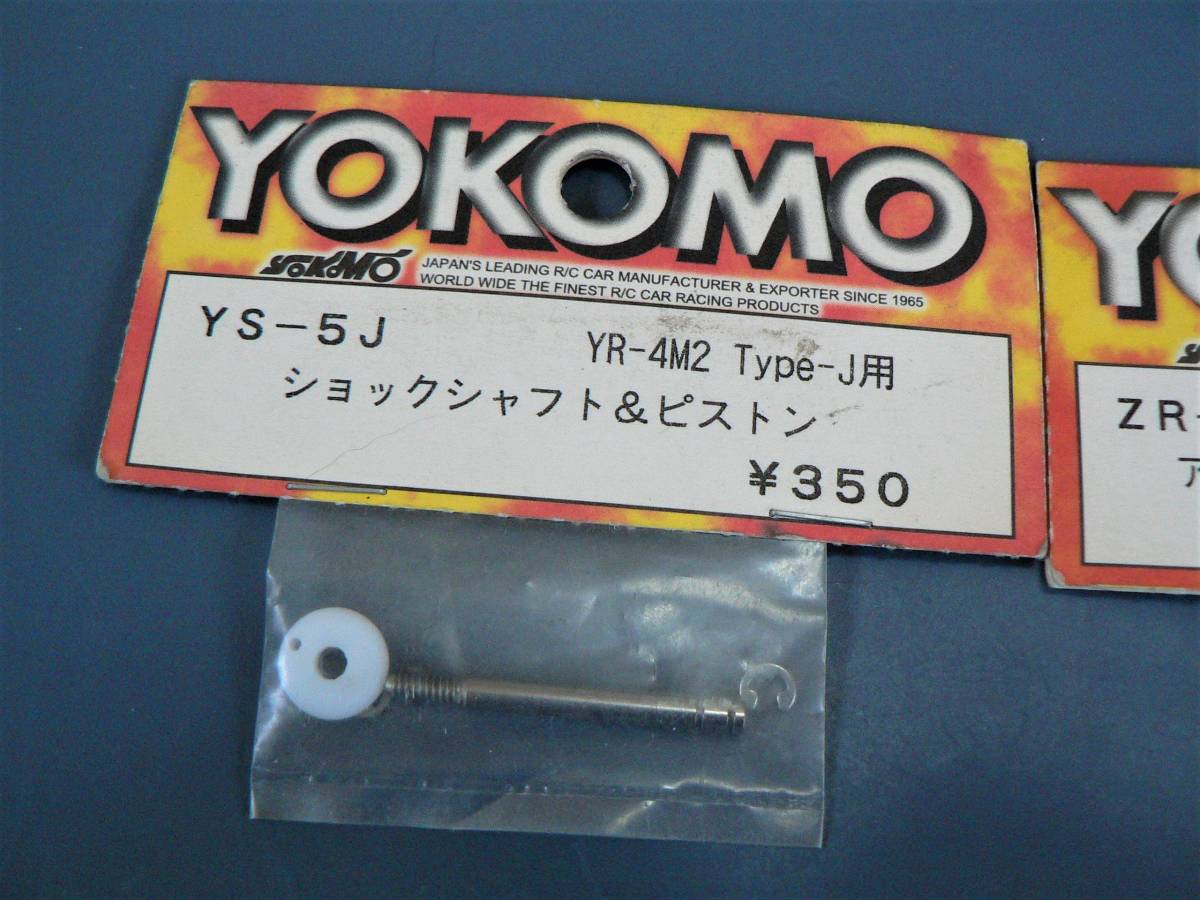 YOKOMO
YOKOMO
JAPAN'S LEADING R/C CAR MANUFACTURER & EXPORTER SINCE 1965
WORLD WIDE THE FINEST R/C CAR RACING PRODUCTS
YS-5J
YR-4M2 Type-J用
ショックシャフト&ピストン
¥350
YO
ZR-